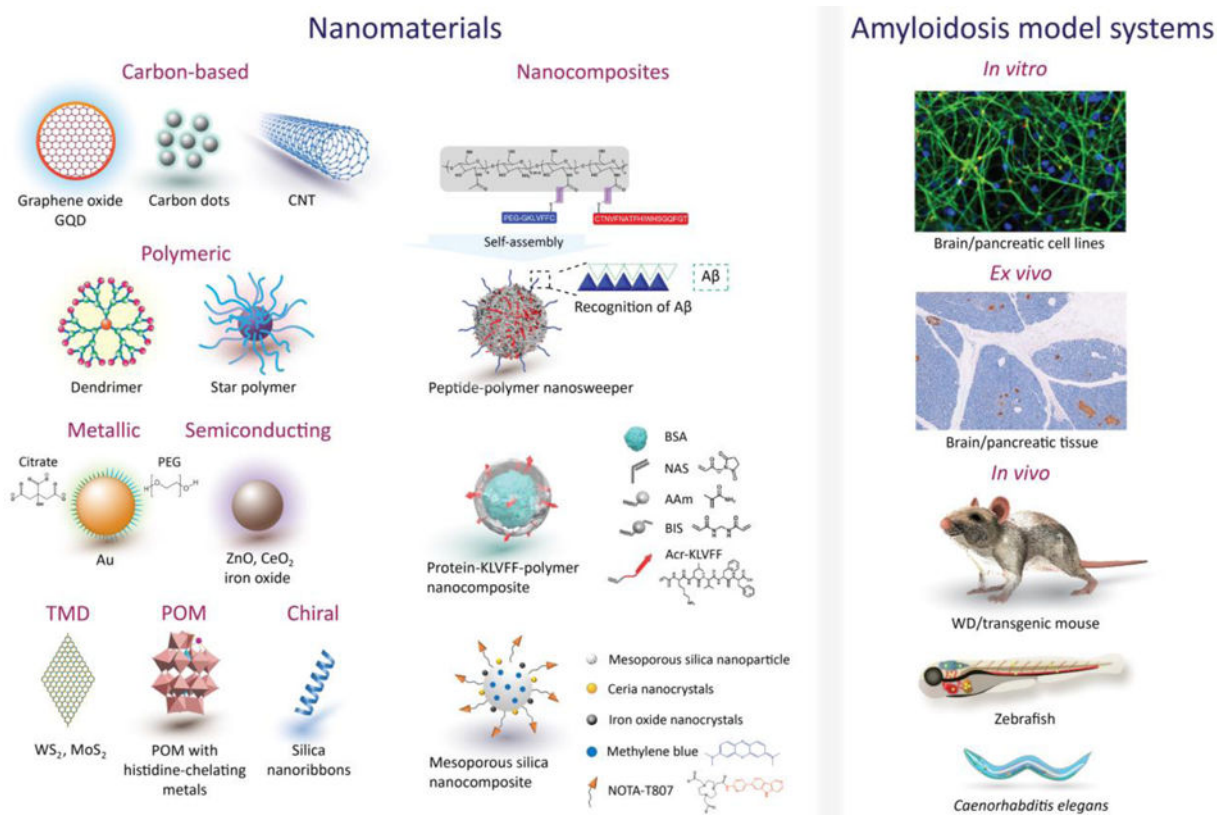 Nanomaterials
Carbon-based
Graphene oxide
GQD
Carbon dots
CNT
Polymeric
Dendrimer
Star polymer
Metallic
Citrate
PEG
Au
Semiconducting
ZnO, CeO₂
iron oxide
TMD
WS₂, MoS₂
POM
POM with
histidine-chelating
metals
Chiral
Silica
nanoribbons
Nanocomposites
PEG-GKLVFFC
CTNVFNATFHIWHSGQFGT
Self-assembly
Aβ
Recognition of Aβ
Peptide-polymer nanosweeper
BSA
NAS
AAm
BIS
Acr-KLVFF
Protein-KLVFF-polymer
nanocomposite
Mesoporous silica nanoparticle
Ceria nanocrystals
Iron oxide nanocrystals
Methylene blue
NOTA-T807
Mesoporous silica
nanocomposite
Amyloidosis model systems
In vitro
Brain/pancreatic cell lines
Ex vivo
Brain/pancreatic tissue
In vivo
WD/transgenic mouse
Zebrafish
Caenorhabditis elegans